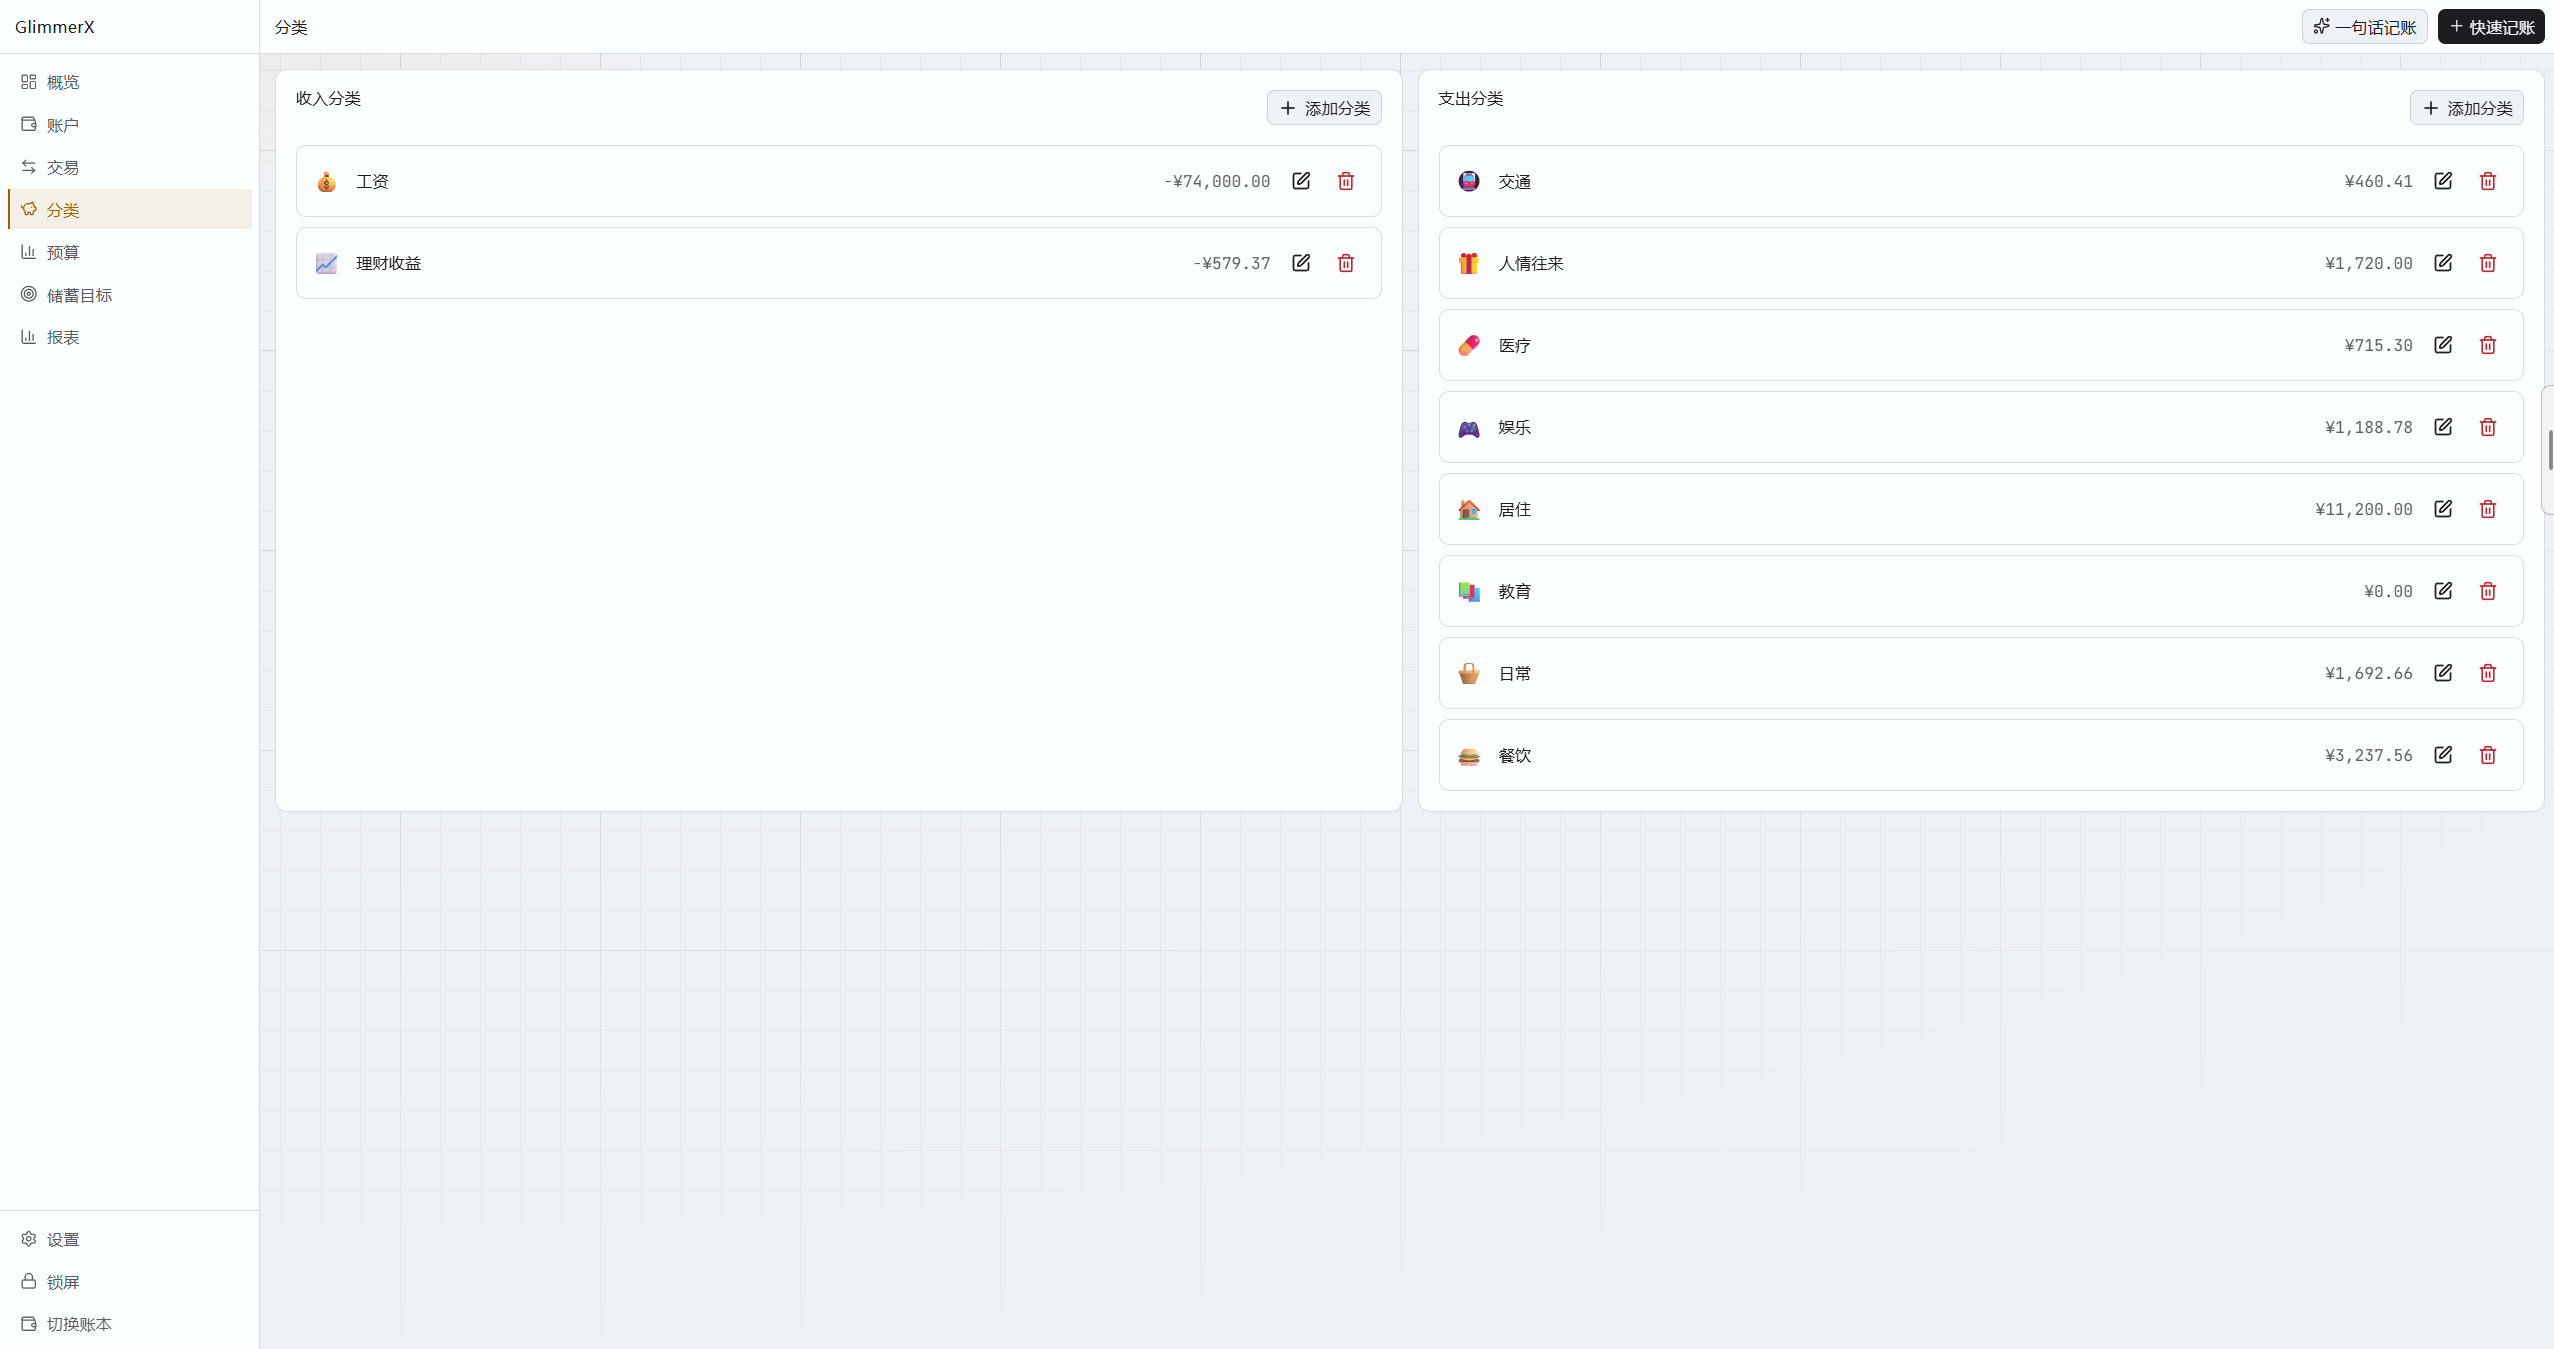 GlimmerX
分类
一句话记账
快速记账
概览
账户
交易
分类
预算
储蓄目标
报表
设置
锁屏
切换账本
收入分类
添加分类
工资
-¥74,000.00
理财收益
-¥579.37
支出分类
添加分类
交通
¥460.41
人情往来
¥1,720.00
医疗
¥715.30
娱乐
¥1,188.78
居住
¥11,200.00
教育
¥0.00
日常
¥1,692.66
餐饮
¥3,237.56